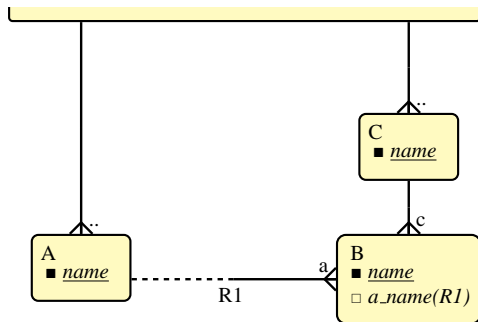 ..
C
■ name
..
c
A
■ name
a
R1
B
■ name
□ a_name(R1)